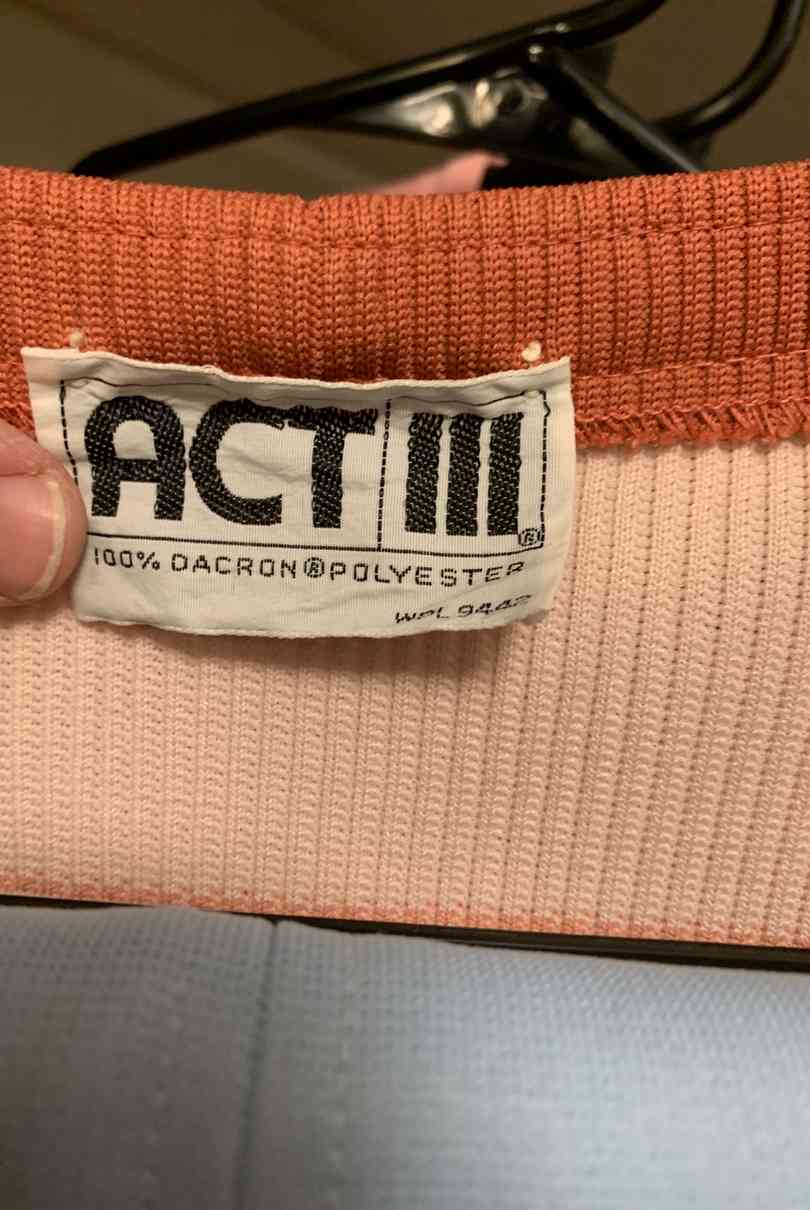 ACT III®
100% DACRON®POLYESTER
WPL 9442